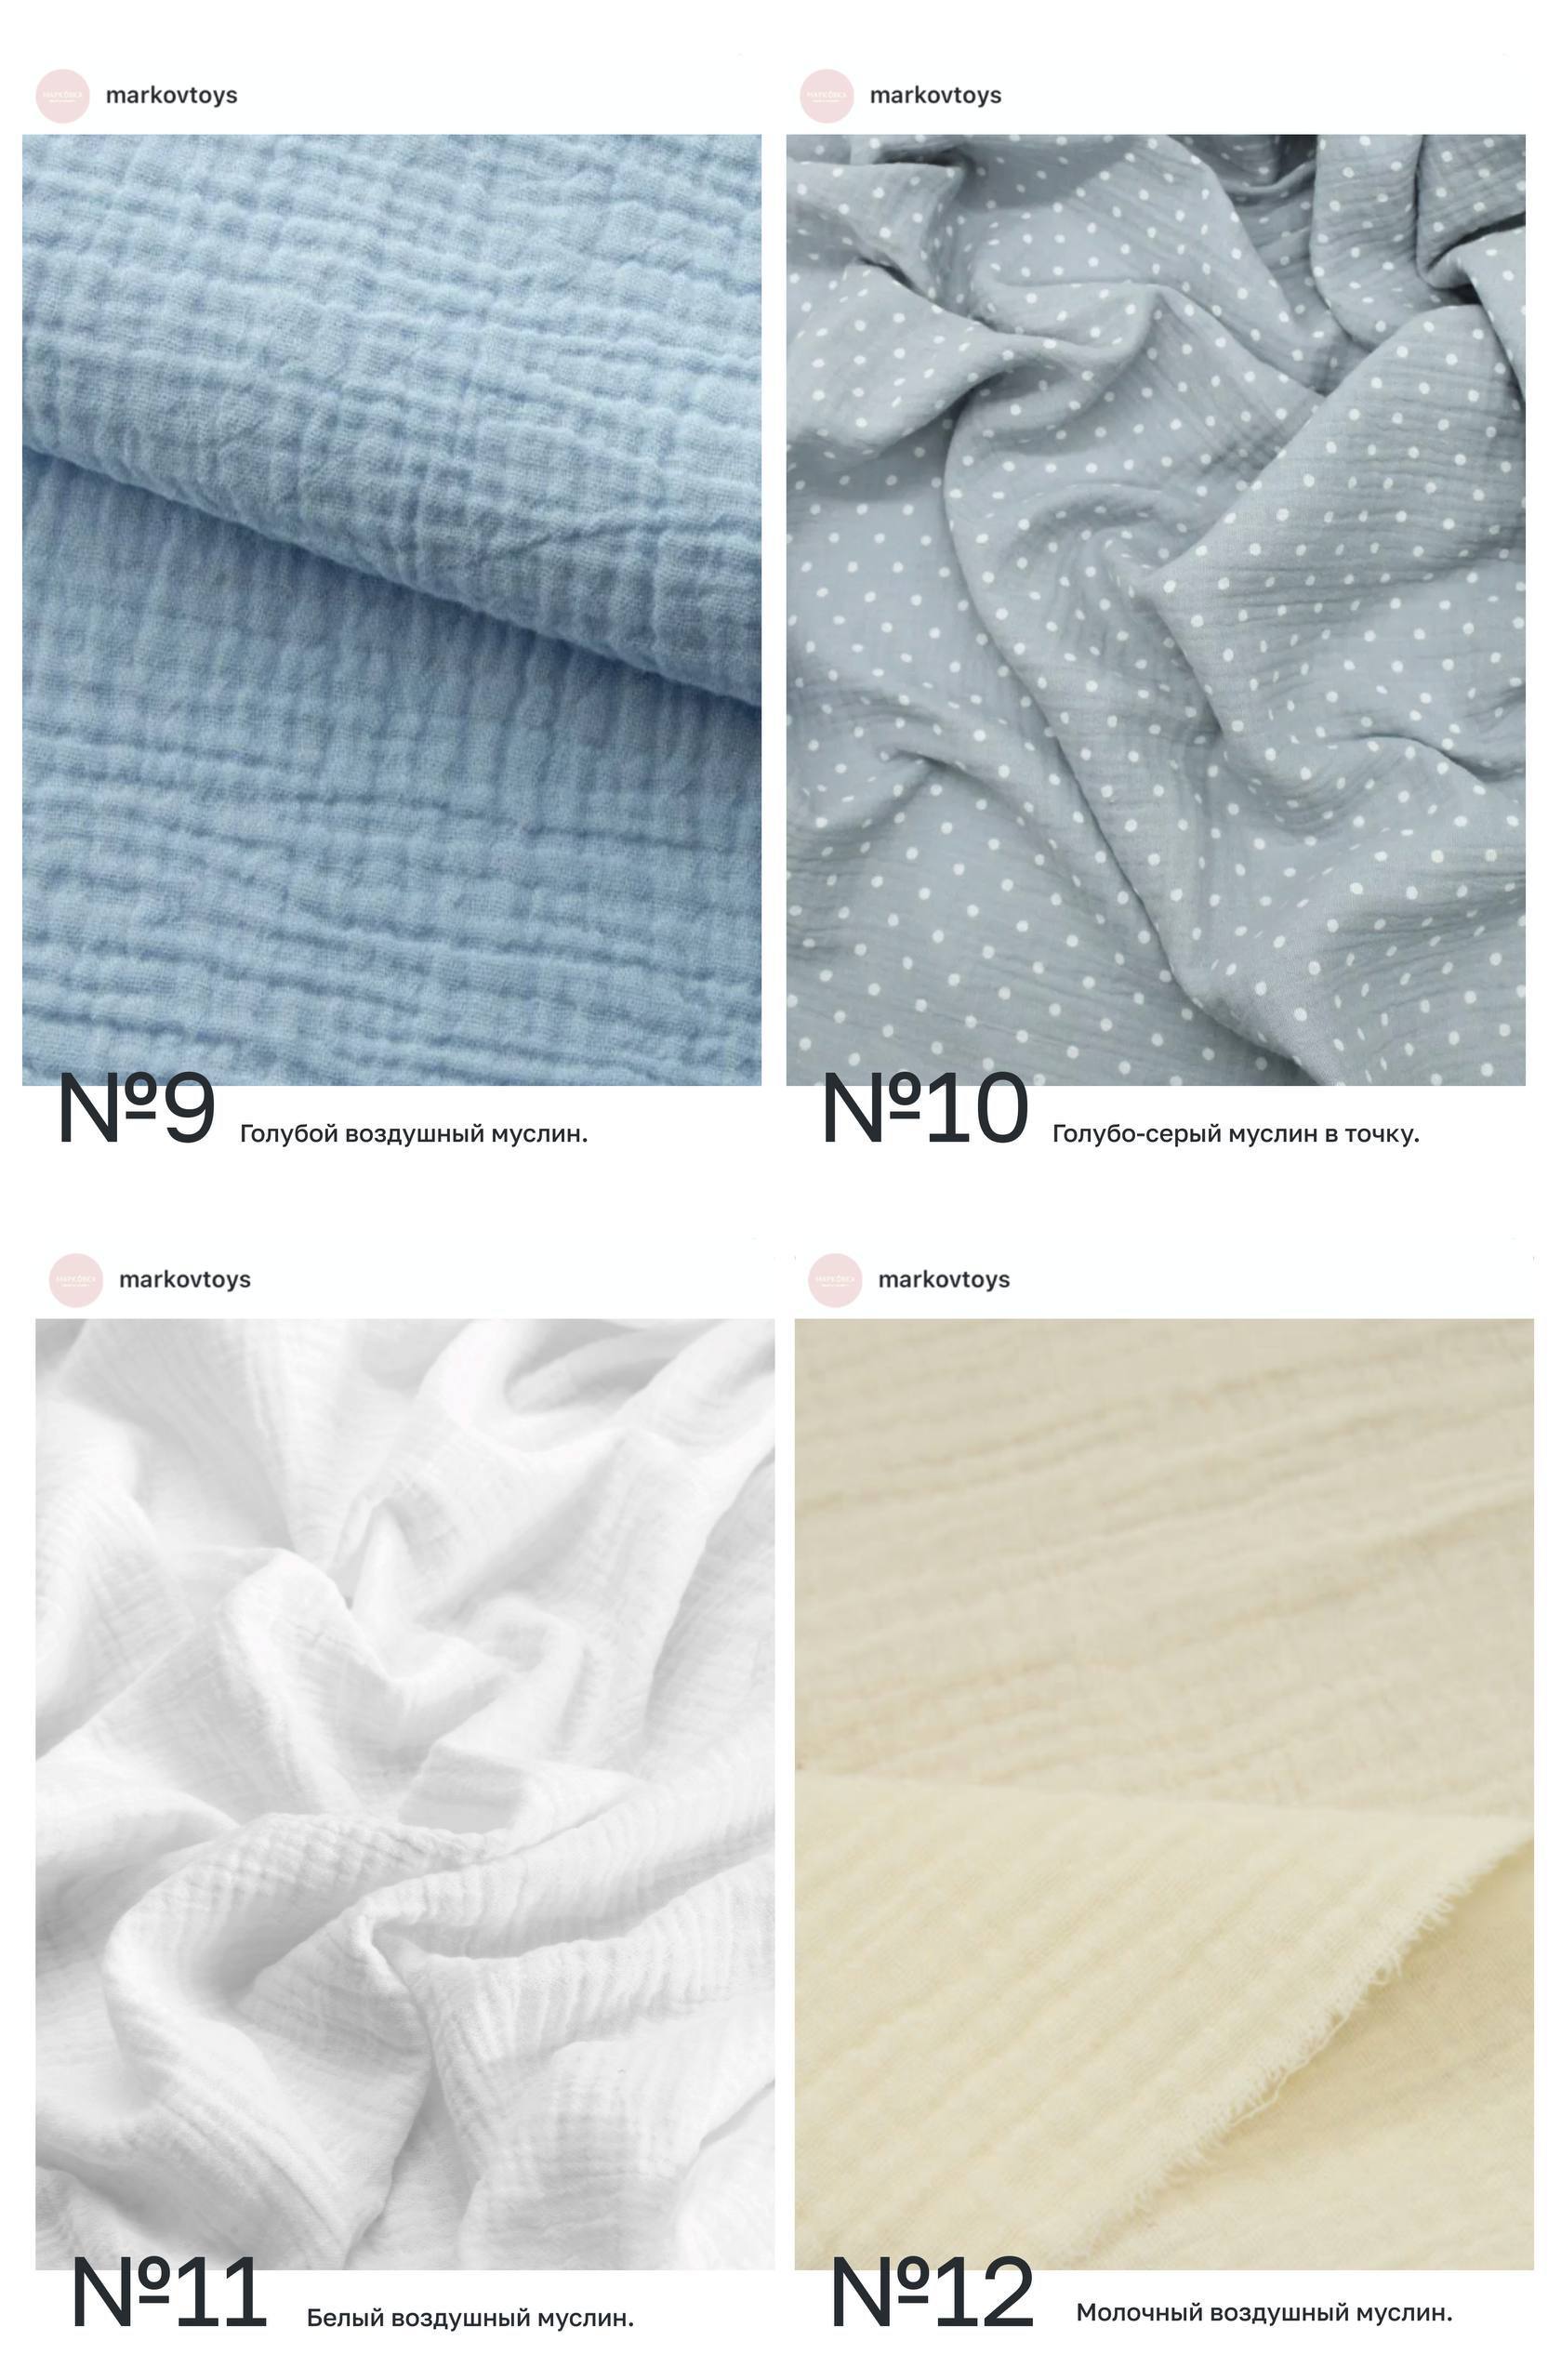 markovtoys
markovtoys
№9 Голубой воздушный муслин.
№10 Голубо-серый муслин в точку.
markovtoys
markovtoys
№11 Белый воздушный муслин.
№12 Молочный воздушный муслин.